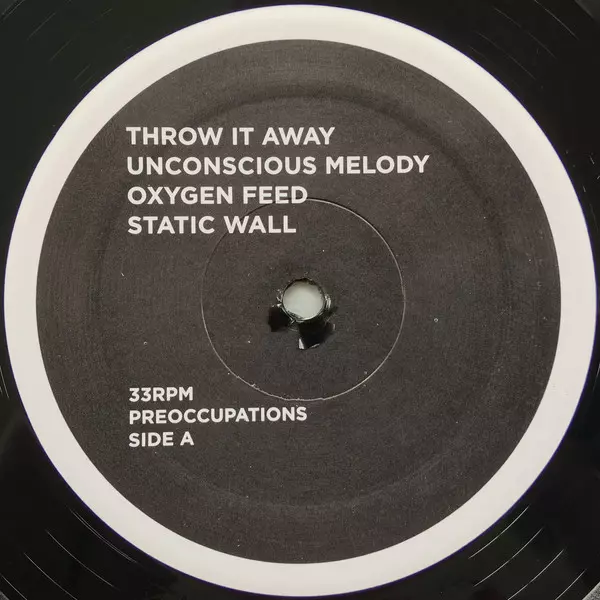 THROW IT AWAY
UNCONSCIOUS MELODY
OXYGEN FEED
STATIC WALL
33RPM
PREOCCUPATIONS
SIDE A